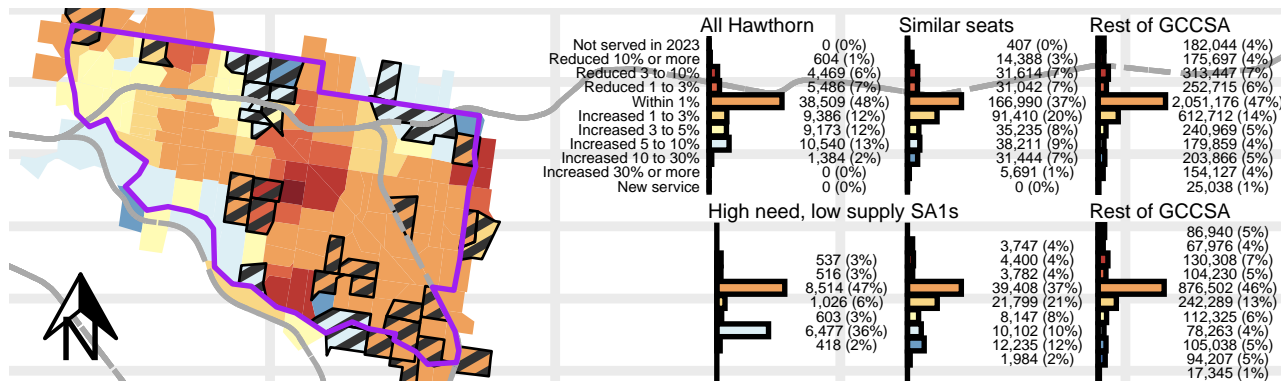 All Hawthorn Similar seats Rest of GCCSA
Not served in 2023 0 (0%) 407 (0%) 182,044 (4%)
Reduced 10% or more 604 (1%) 14,388 (3%) 175,697 (4%)
Reduced 3 to 10% 4,469 (6%) 31,614 (7%) 313,447 (7%)
Reduced 1 to 3% 5,486 (7%) 31,042 (7%) 252,715 (6%)
Within 1% 38,509 (48%) 166,990 (37%) 2,051,176 (47%)
Increased 1 to 3% 9,386 (12%) 91,410 (20%) 612,712 (14%)
Increased 3 to 5% 9,173 (12%) 35,235 (8%) 240,969 (5%)
Increased 5 to 10% 10,540 (13%) 38,211 (9%) 179,859 (4%)
Increased 10 to 30% 1,384 (2%) 31,444 (7%) 203,866 (5%)
Increased 30% or more 0 (0%) 5,691 (1%) 154,127 (4%)
New service 0 (0%) 0 (0%) 25,038 (1%)
High need, low supply SA1s Rest of GCCSA
86,940 (5%)
3,747 (4%) 67,976 (4%)
537 (3%) 4,400 (4%) 130,308 (7%)
516 (3%) 3,782 (4%) 104,230 (5%)
8,514 (47%) 39,408 (37%) 876,502 (46%)
1,026 (6%) 21,799 (21%) 242,289 (13%)
603 (3%) 8,147 (8%) 112,325 (6%)
6,477 (36%) 10,102 (10%) 78,263 (4%)
418 (2%) 12,235 (12%) 105,038 (5%)
1,984 (2%) 94,207 (5%)
17,345 (1%)
N